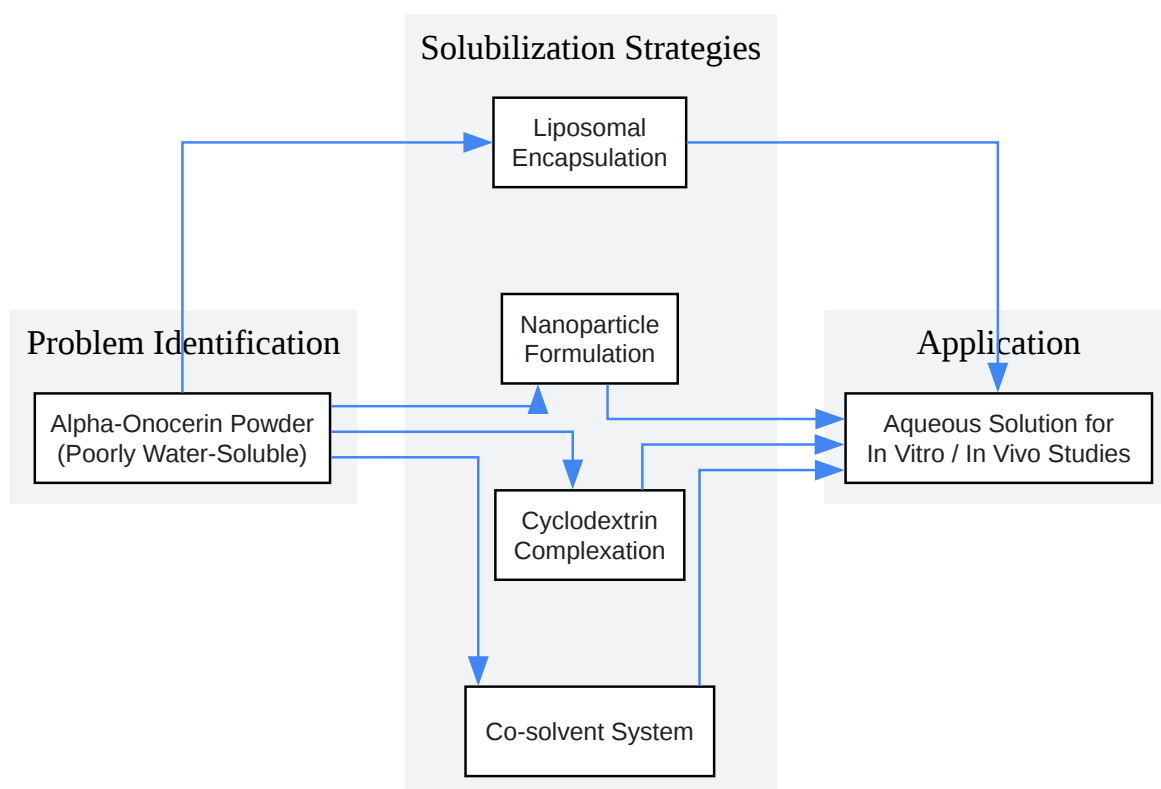 Solubilization Strategies
Liposomal
Encapsulation
Nanoparticle
Formulation
Problem Identification
Application
Alpha-Onocerin Powder
(Poorly Water-Soluble)
Aqueous Solution for
In Vitro / In Vivo Studies
Cyclodextrin
Complexation
Co-solvent System